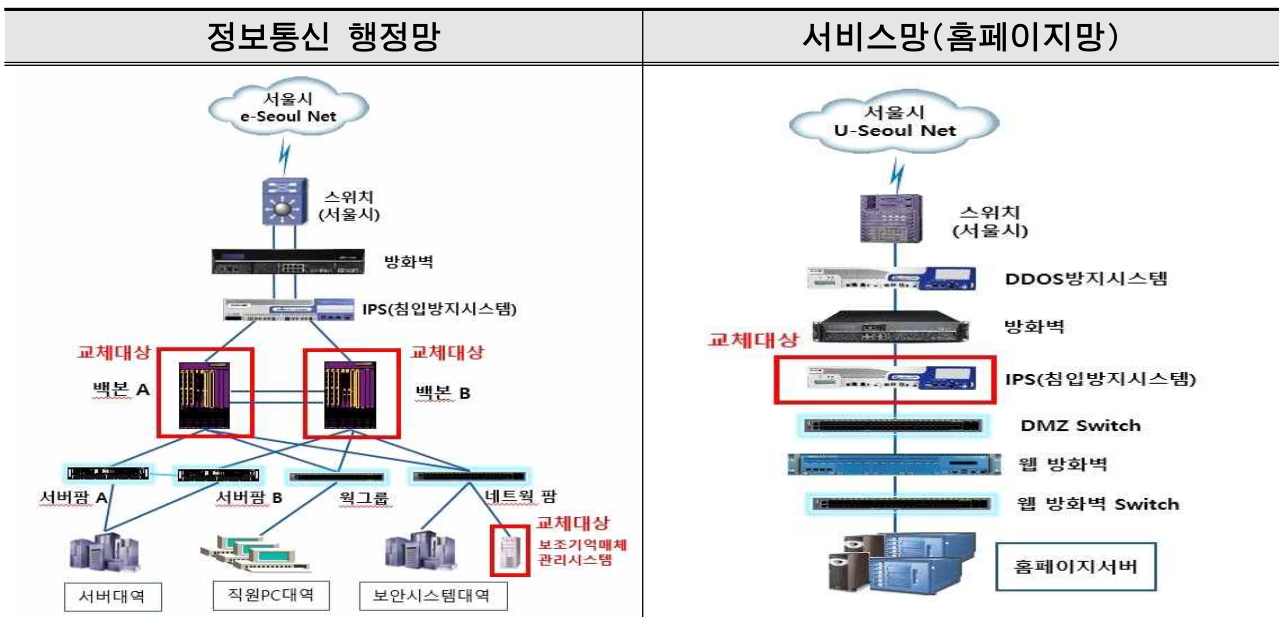 정보통신 행정망
서비스망(홈페이지망)
서울시
e-Seoul Net
스위치
(서울시)
방화벽
IPS(침입방지시스템)
교체대상
교체대상
백본 A
백본 B
서버팜 A
서버팜 B
웍그룹
네트웍 팜
교체대상
보조기억매체
관리시스템
서버대역
직원PC대역
보안시스템대역
서울시
U-Seoul Net
스위치
(서울시)
DDOS방지시스템
방화벽
교체대상
IPS(침입방지시스템)
DMZ Switch
웹 방화벽
웹 방화벽 Switch
홈페이지서버